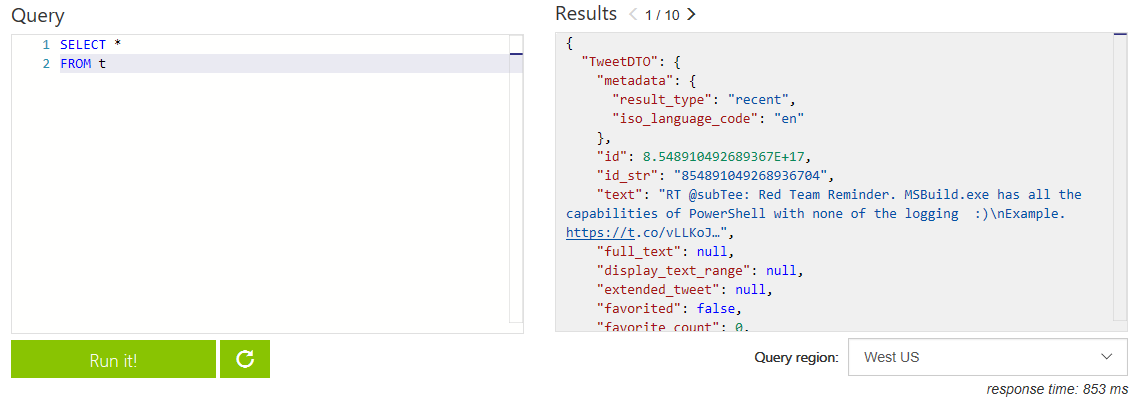 Query
1 SELECT *
2 FROM t
Run it!
Results 1 / 10
{
"TweetDTO": {
"metadata": {
"result_type": "recent",
"iso_language_code": "en"
},
"id": 8.548910492689367E+17,
"id_str": "854891049268936704",
"text": "RT @subTee: Red Team Reminder. MSBuild.exe has all the
capabilities of PowerShell with none of the logging  :)\nExample.
https://t.co/vLLKoJ…",
"full_text": null,
"display_text_range": null,
"extended_tweet": null,
"favorited": false,
"favorite_count": 0,
Query region: West US
response time: 853 ms